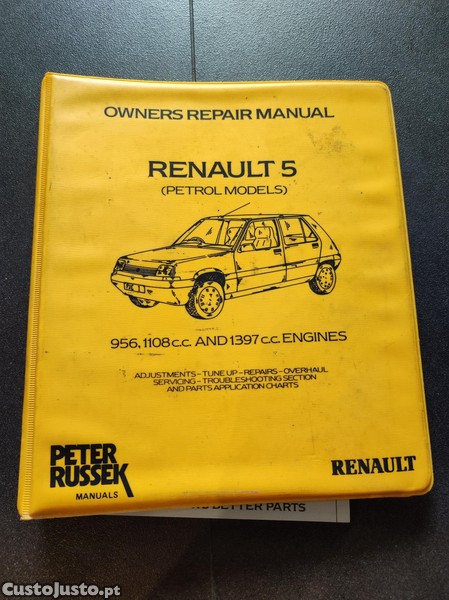 OWNERS REPAIR MANUAL
RENAULT 5
(PETROL MODELS)
956, 1108 c.c. AND 1397 c.c. ENGINES
ADJUSTMENTS - TUNE UP - REPAIRS - OVERHAUL
SERVICING - TROUBLESHOOTING SECTION
AND PARTS APPLICATION CHARTS
PETER
RUSSEK
MANUALS
RENAULT
BETTER PARTS
CustoJusto.pt